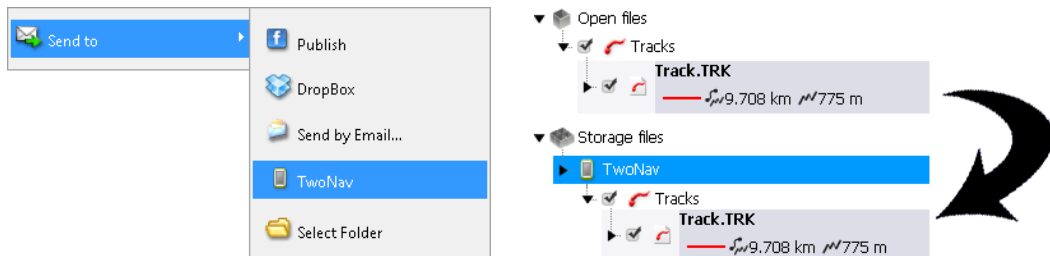 Send to
Publish
DropBox
Send by Email...
TwoNav
Select Folder
Open files
Tracks
Track.TRK
9.708 km 775 m
Storage files
TwoNav
Tracks
Track.TRK
9.708 km 775 m